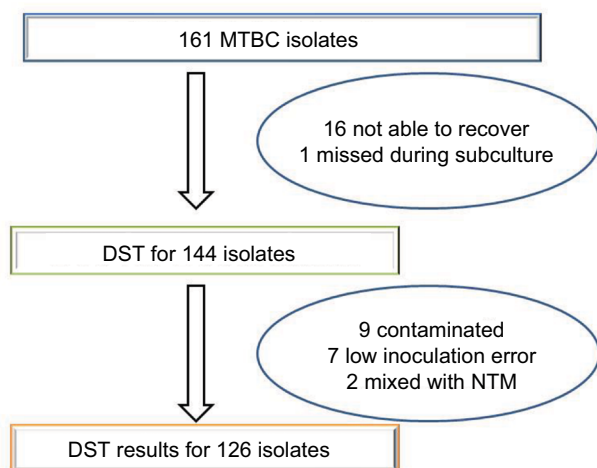 161 MTBC isolates
16 not able to recover
1 missed during subculture
DST for 144 isolates
9 contaminated
7 low inoculation error
2 mixed with NTM
DST results for 126 isolates